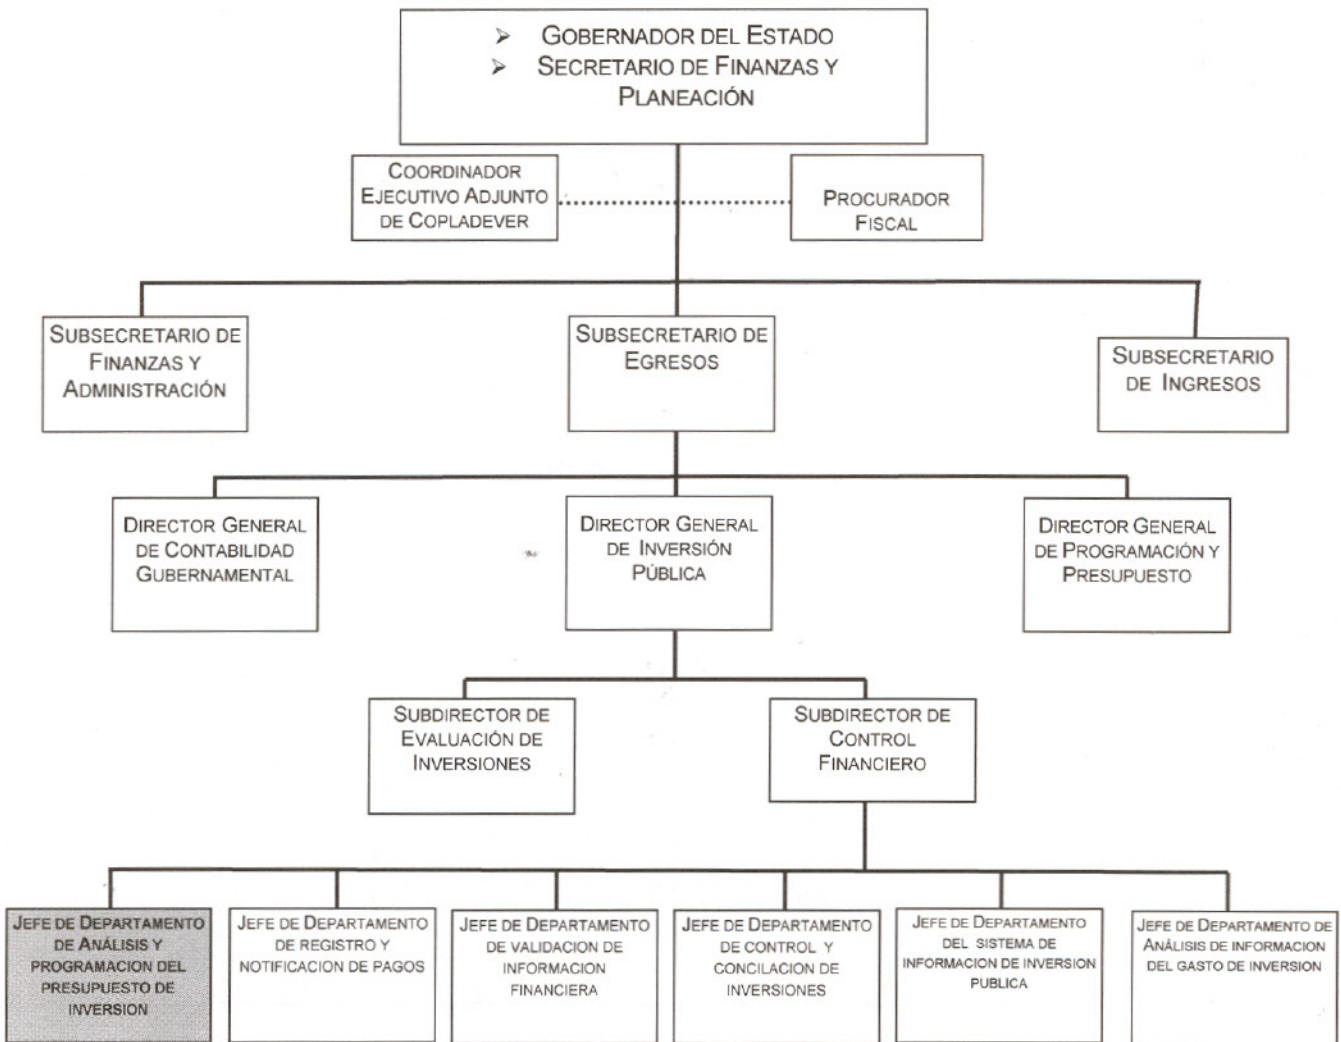 ➢ GOBERNADOR DEL ESTADO
➢ SECRETARIO DE FINANZAS Y
PLANEACIÓN
COORDINADOR
EJECUTIVO ADJUNTO
DE COPLADEVER
PROCURADOR
FISCAL
SUBSECRETARIO DE
FINANZAS Y
ADMINISTRACIÓN
SUBSECRETARIO DE
EGRESOS
SUBSECRETARIO
DE INGRESOS
DIRECTOR GENERAL
DE CONTABILIDAD
GUBERNAMENTAL
DIRECTOR GENERAL
DE INVERSIÓN
PÚBLICA
DIRECTOR GENERAL
DE PROGRAMACIÓN Y
PRESUPUESTO
SUBDIRECTOR DE
EVALUACIÓN DE
INVERSIONES
SUBDIRECTOR DE
CONTROL
FINANCIERO
JEFE DE DEPARTAMENTO
DE ANÁLISIS Y
PROGRAMACION DEL
PRESUPUESTO DE
INVERSION
JEFE DE DEPARTAMENTO
DE REGISTRO Y
NOTIFICACION DE PAGOS
JEFE DE DEPARTAMENTO
DE VALIDACION DE
INFORMACION
FINANCIERA
JEFE DE DEPARTAMENTO
DE CONTROL Y
CONCILACION DE
INVERSIONES
JEFE DE DEPARTAMENTO
DEL SISTEMA DE
INFORMACION DE INVERSION
PUBLICA
JEFE DE DEPARTAMENTO DE
ANÁLISIS DE INFORMACION
DEL GASTO DE INVERSION